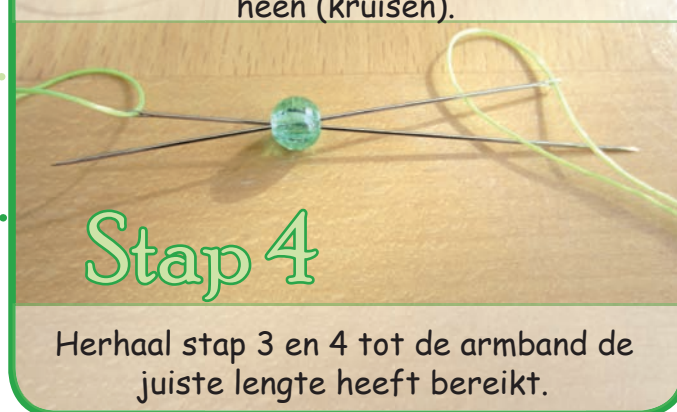 heen (kruisen).
Stap 4
Herhaal stap 3 en 4 tot de armband de
juiste lengte heeft bereikt.